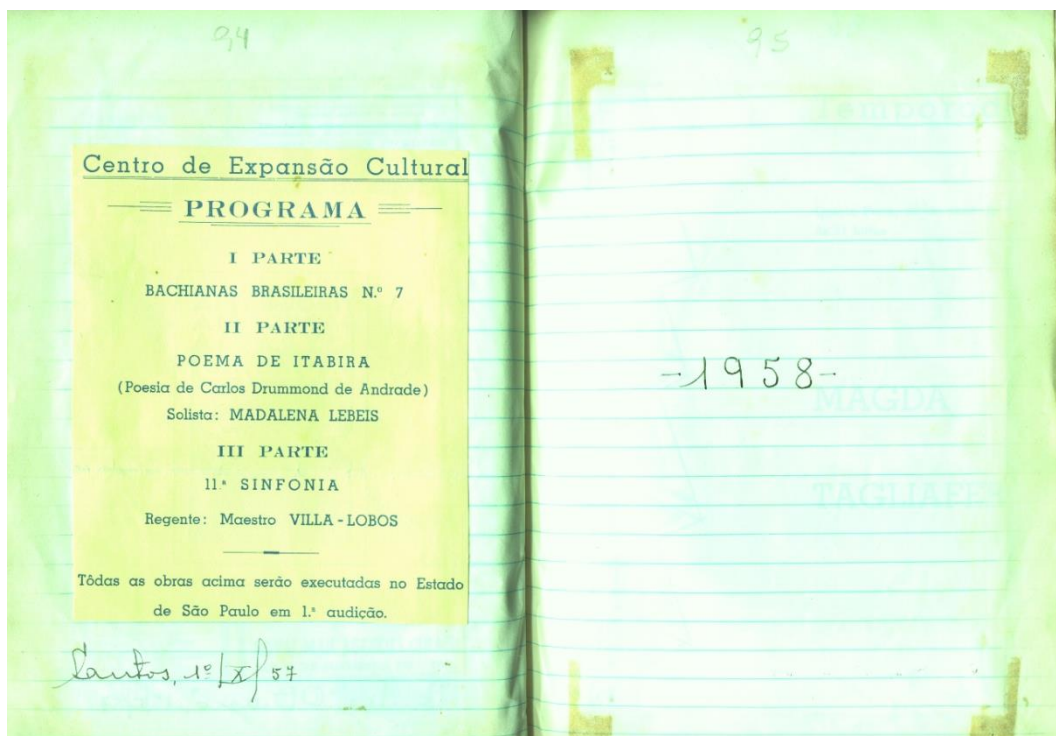 94
Centro de Expansão Cultural
PROGRAMA
I PARTE
BACHIANAS BRASILEIRAS N.º 7
II PARTE
POEMA DE ITABIRA
(Poesia de Carlos Drummond de Andrade)
Solista: MADALENA LEBEIS
III PARTE
11.ª SINFONIA
Regente: Maestro VILLA-LOBOS
Tôdas as obras acima serão executadas no Estado
de São Paulo em 1.ª audição.
Santos, 1º/X/57
95
-1958-
MAGDA
TAGLIAFE